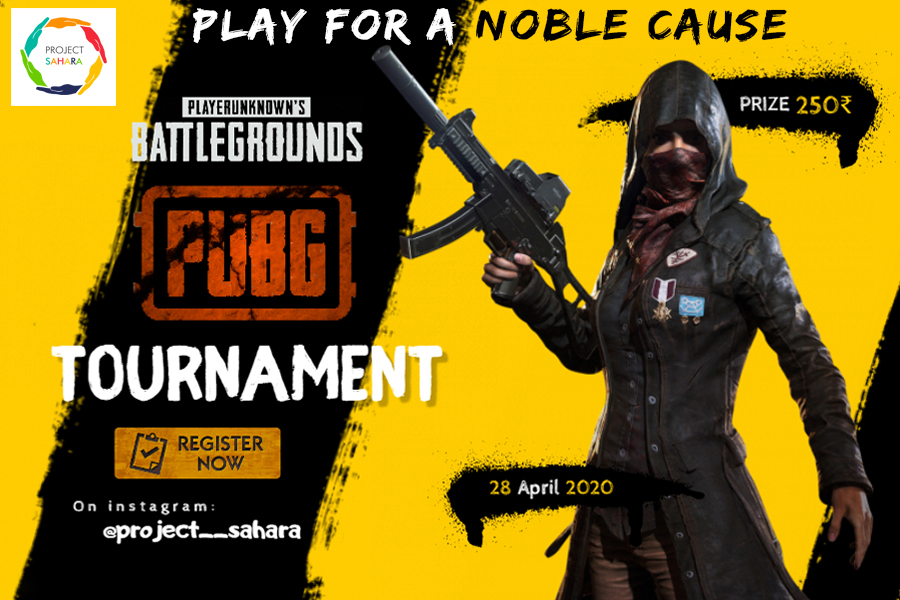 PLAY FOR A NOBLE CAUSE
PROJECT
SAHARA
PLAYERUNKNOWN'S
BATTLEGROUNDS
PRIZE 250₹
PUBG
TOURNAMENT
REGISTER
NOW
28 April 2020
On instagram:
@project__sahara